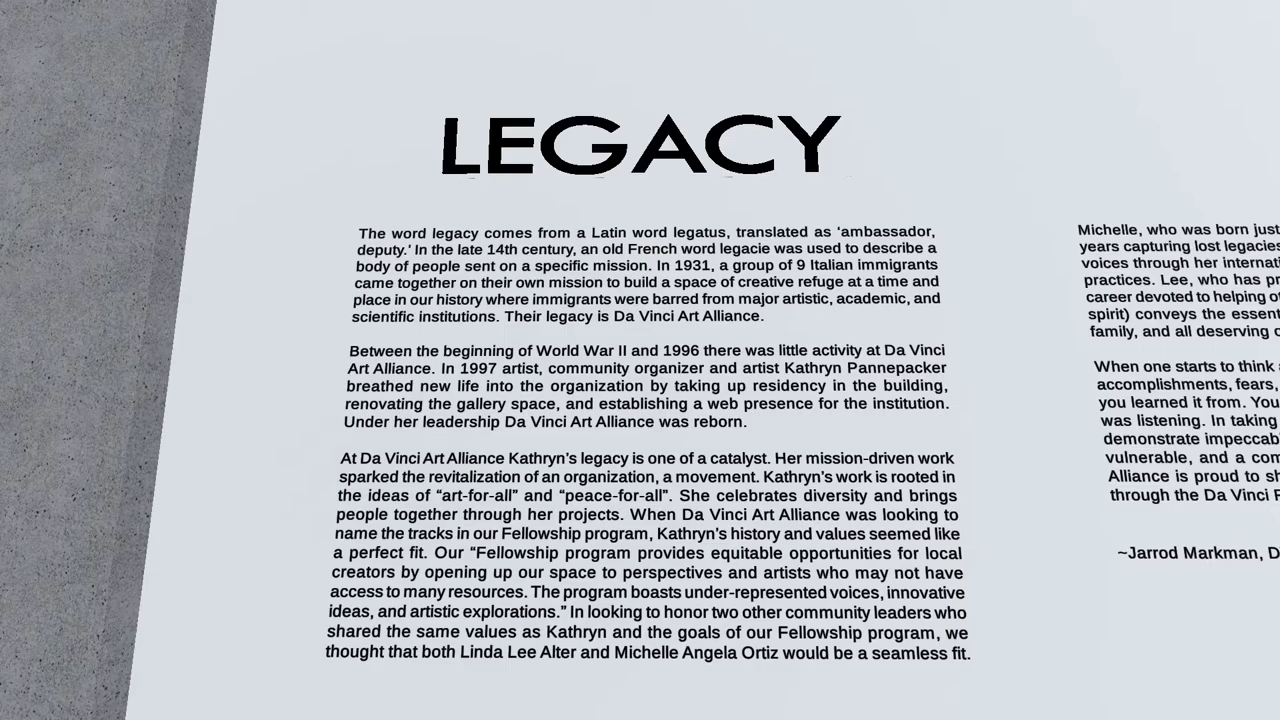 LEGACY
The word legacy comes from a Latin word legatus, translated as 'ambassador,
deputy.' In the late 14th century, an old French word legacie was used to describe a
body of people sent on a specific mission. In 1931, a group of 9 Italian immigrants
came together on their own mission to build a space of creative refuge at a time and
place in our history where immigrants were barred from major artistic, academic, and
scientific institutions. Their legacy is Da Vinci Art Alliance.
Between the beginning of World War II and 1996 there was little activity at Da Vinci
Art Alliance. In 1997 artist, community organizer and artist Kathryn Pannepacker
breathed new life into the organization by taking up residency in the building,
renovating the gallery space, and establishing a web presence for the institution.
Under her leadership Da Vinci Art Alliance was reborn.
At Da Vinci Art Alliance Kathryn's legacy is one of a catalyst. Her mission-driven work
sparked the revitalization of an organization, a movement. Kathryn's work is rooted in
the ideas of “art-for-all” and “peace-for-all”. She celebrates diversity and brings
people together through her projects. When Da Vinci Art Alliance was looking to
name the tracks in our Fellowship program, Kathryn's history and values seemed like
a perfect fit. Our “Fellowship program provides equitable opportunities for local
creators by opening up our space to perspectives and artists who may not have
access to many resources. The program boasts under-represented voices, innovative
ideas, and artistic explorations.” In looking to honor two other community leaders who
shared the same values as Kathryn and the goals of our Fellowship program, we
thought that both Linda Lee Alter and Michelle Angela Ortiz would be a seamless fit.
Michelle, who was born just
years capturing lost legacies
voices through her
practices. Lee, who has
career devoted to helping
spirit) conveys the
family, and all deserving
When one starts to think
accomplishments, fears,
you learned it from. You
was listening. In taking
demonstrate
vulnerable, and a
Alliance is proud to
through the Da Vinci
~Jarrod Markman,